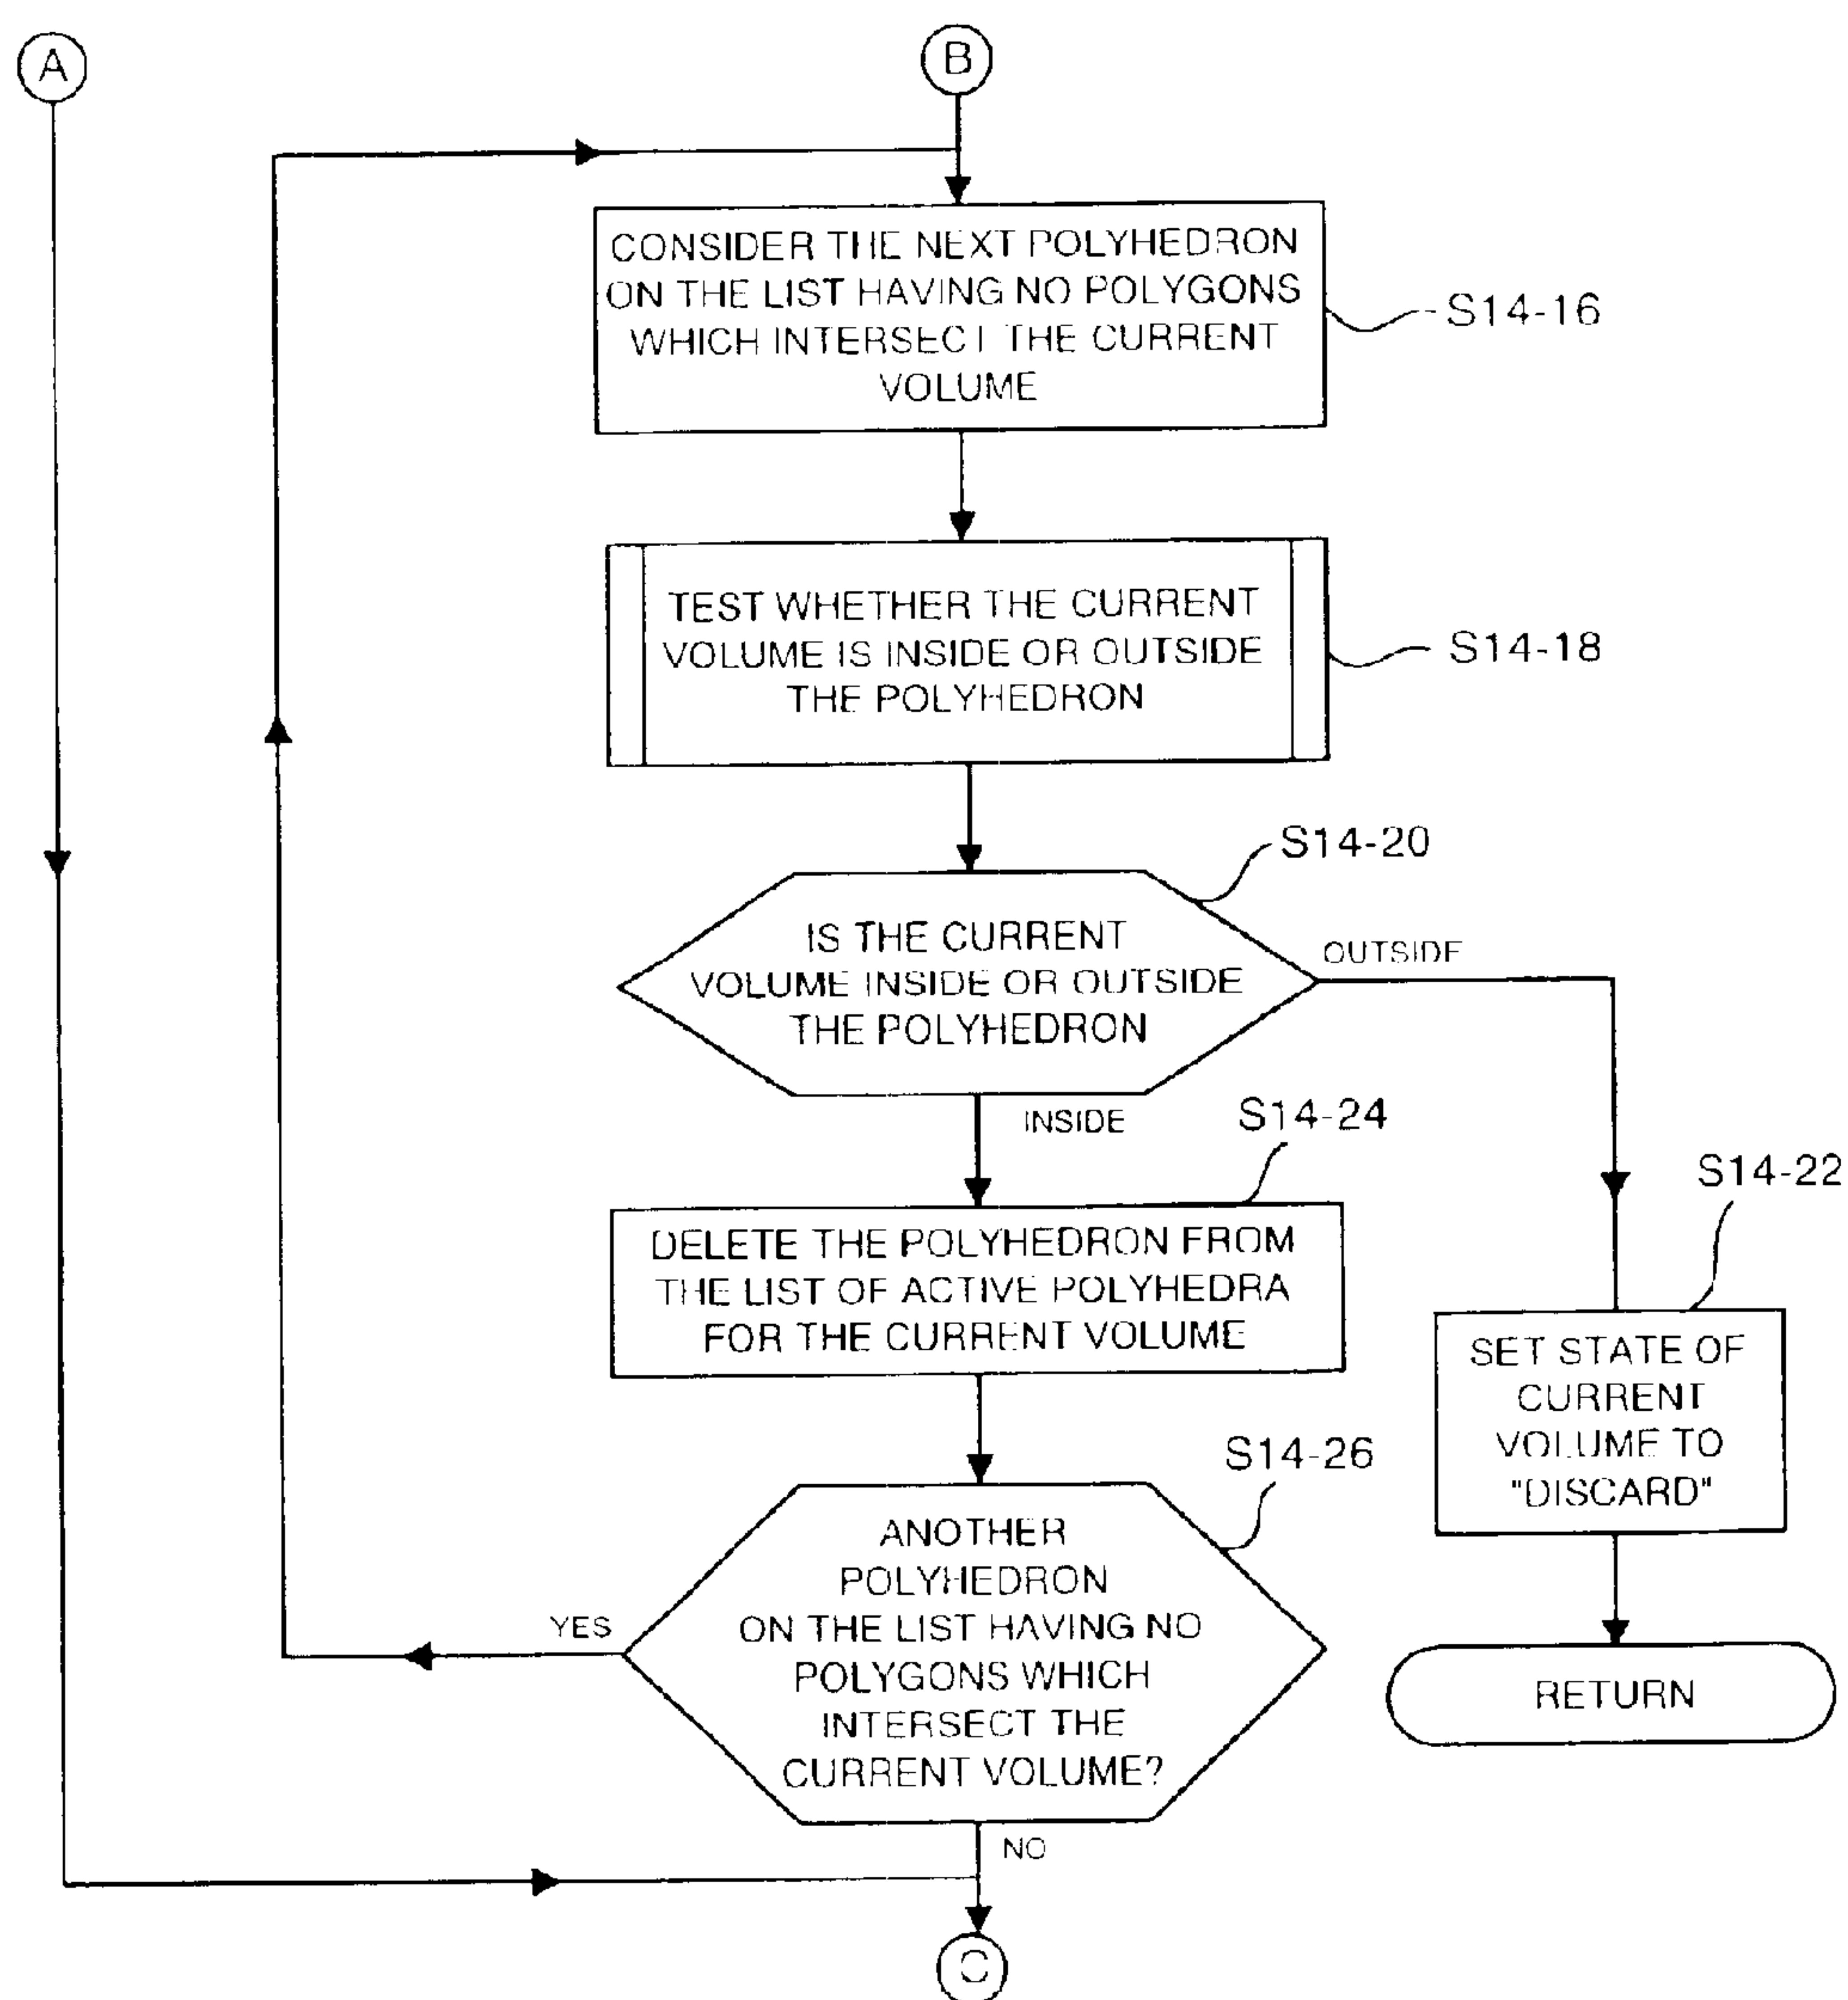 A
B
CONSIDER THE NEXT POLYHEDRON
ON THE LIST HAVING NO POLYGONS
WHICH INTERSECT THE CURRENT
VOLUME
S14-16
TEST WHETHER THE CURRENT
VOLUME IS INSIDE OR OUTSIDE
THE POLYHEDRON
S14-18
S14-20
IS THE CURRENT
VOLUME INSIDE OR OUTSIDE
THE POLYHEDRON
OUTSIDE
INSIDE
S14-24
DELETE THE POLYHEDRON FROM
THE LIST OF ACTIVE POLYHEDRA
FOR THE CURRENT VOLUME
S14-22
SET STATE OF
CURRENT
VOLUME TO
"DISCARD"
S14-26
ANOTHER
POLYHEDRON
ON THE LIST HAVING NO
POLYGONS WHICH
INTERSECT THE
CURRENT VOLUME?
YES
RETURN
NO
C